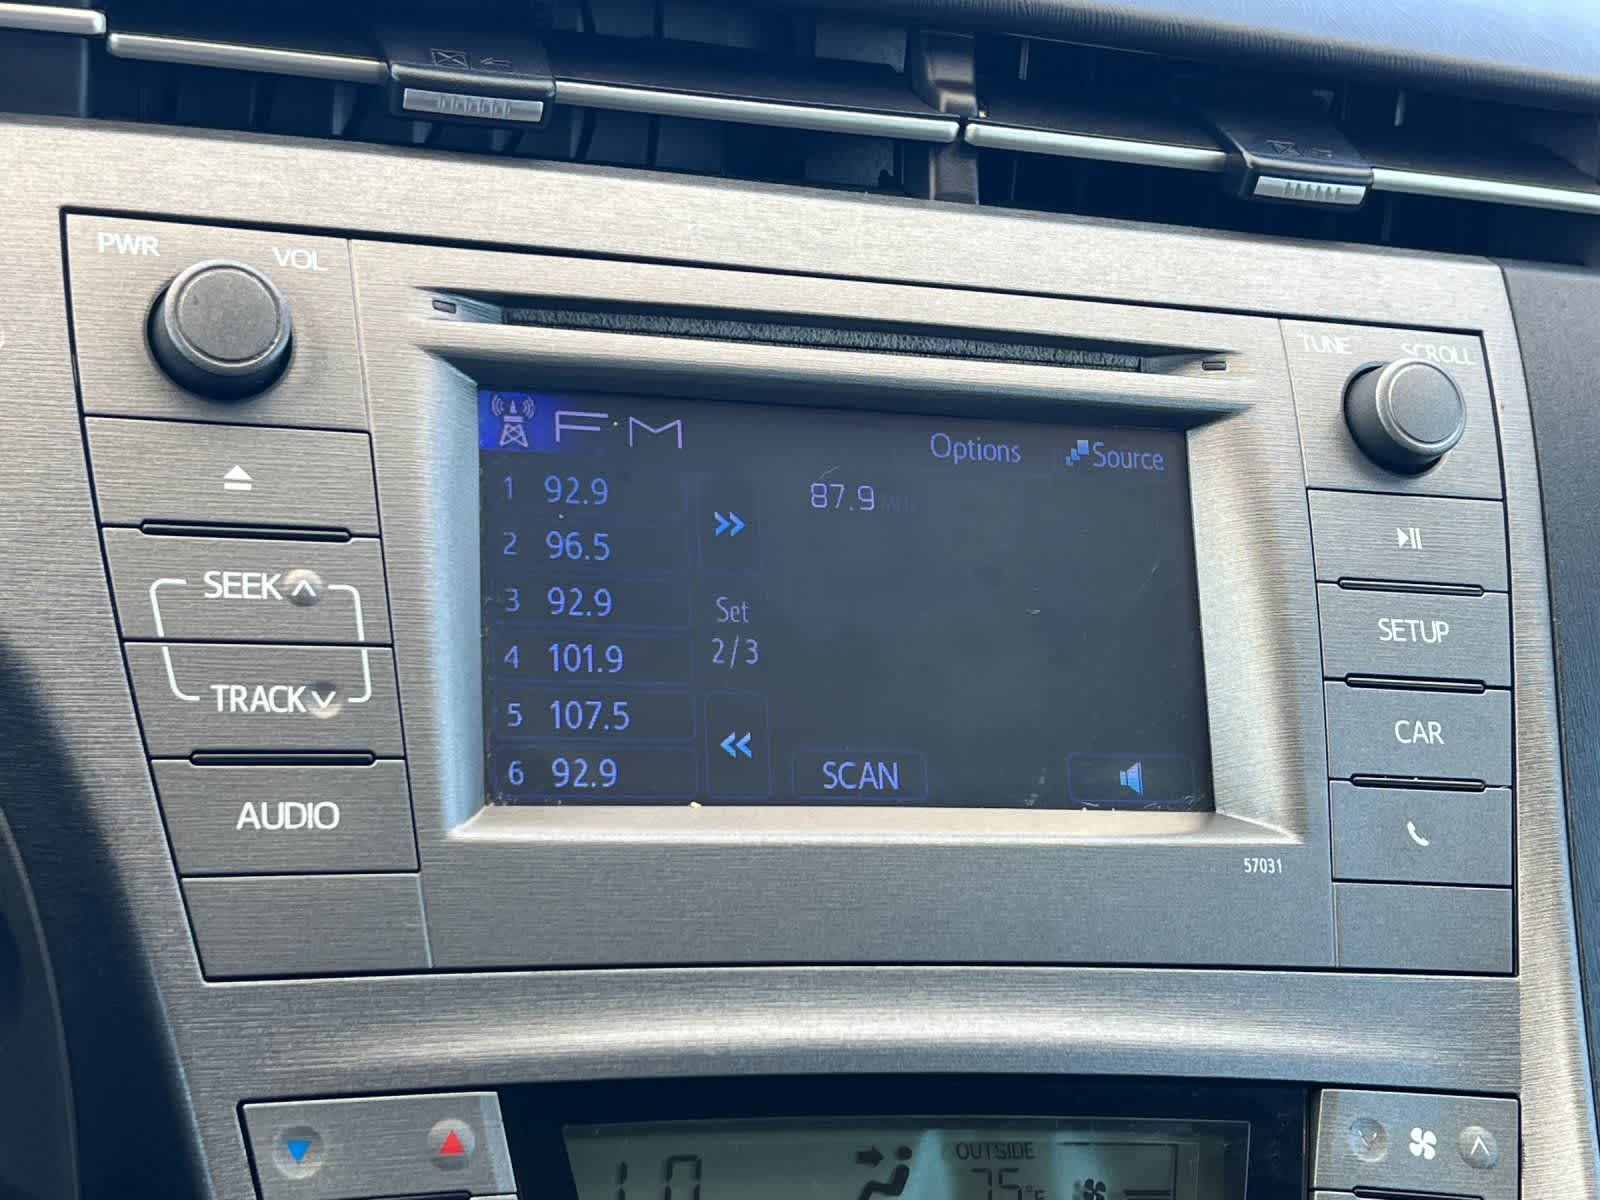 PWR VOL
TUNE SCROLL
FM
Options Source
1 92.9
87.9 MHz
2 96.5
3 92.9
Set
2/3
4 101.9
5 107.5
6 92.9
SCAN
SEEK
TRACK
AUDIO
SETUP
CAR
57031
OUTSIDE
75°F